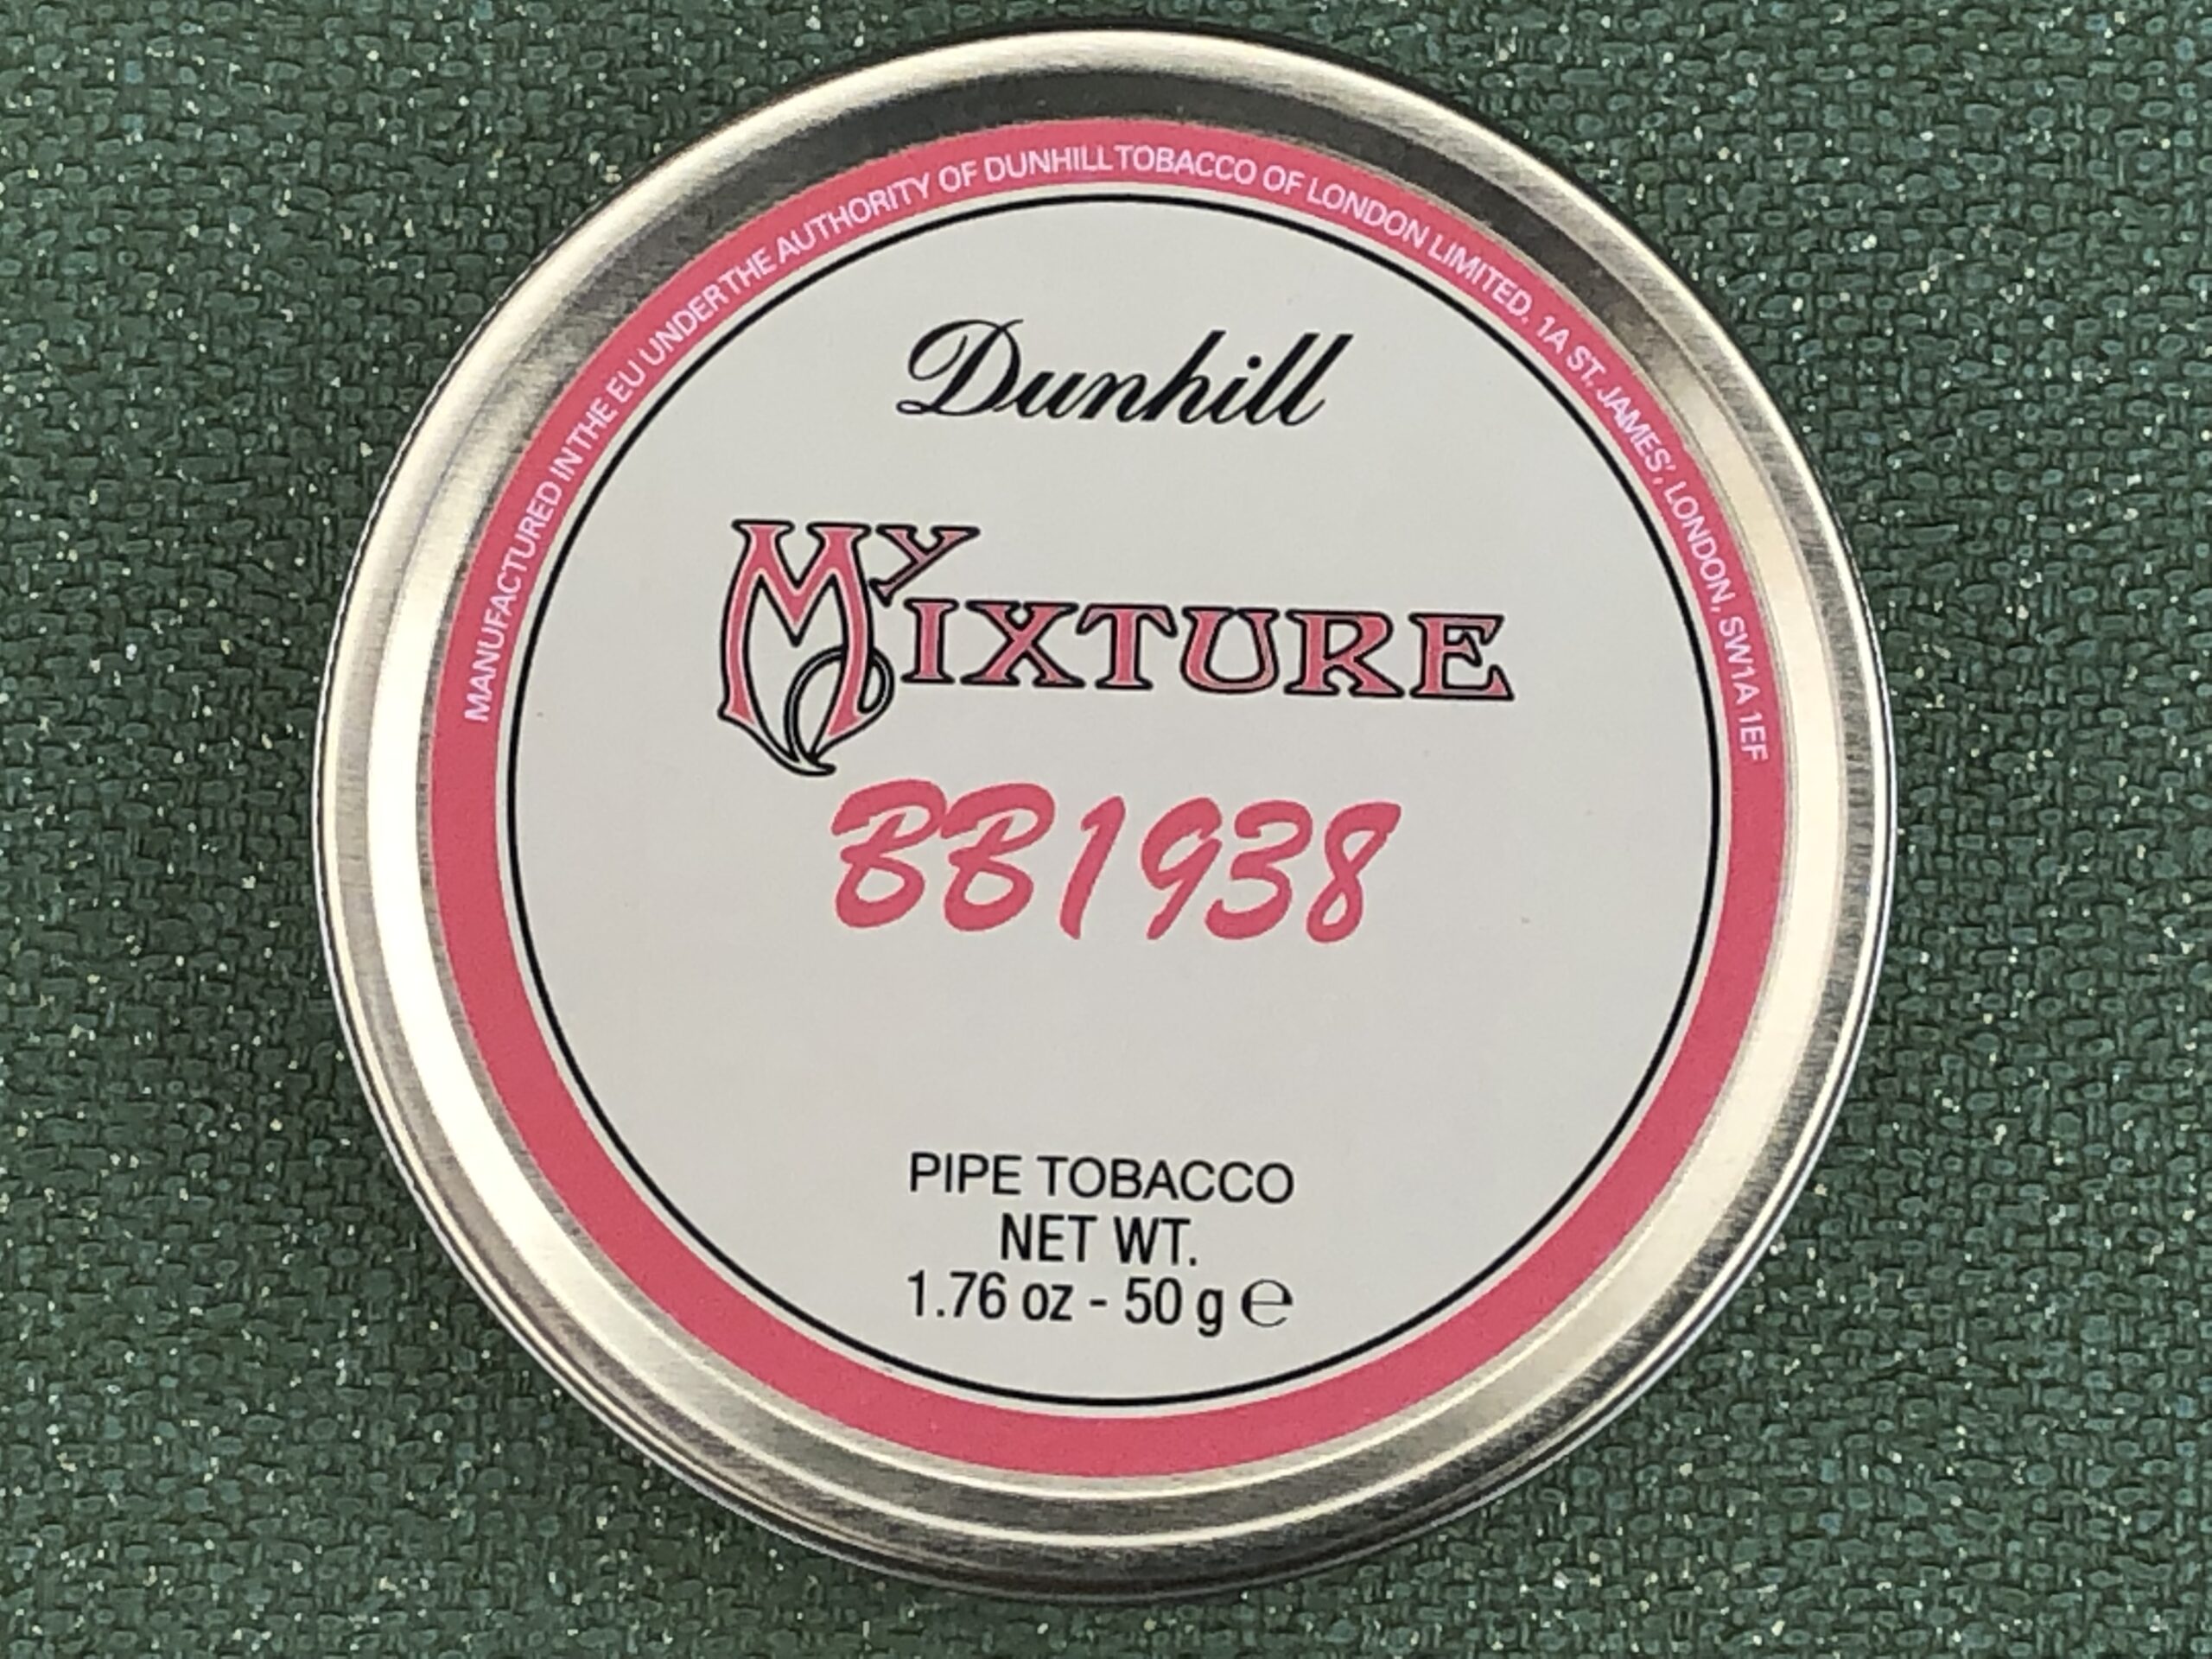 MANUFACTURED IN THE EU UNDER THE AUTHORITY OF DUNHILL TOBACCO OF LONDON LIMITED. 1A ST. JAMES', LONDON, SW1A 1EF
Dunhill
MY MIXTURE
BB1938
PIPE TOBACCO
NET WT.
1.76 oz - 50 g ℮